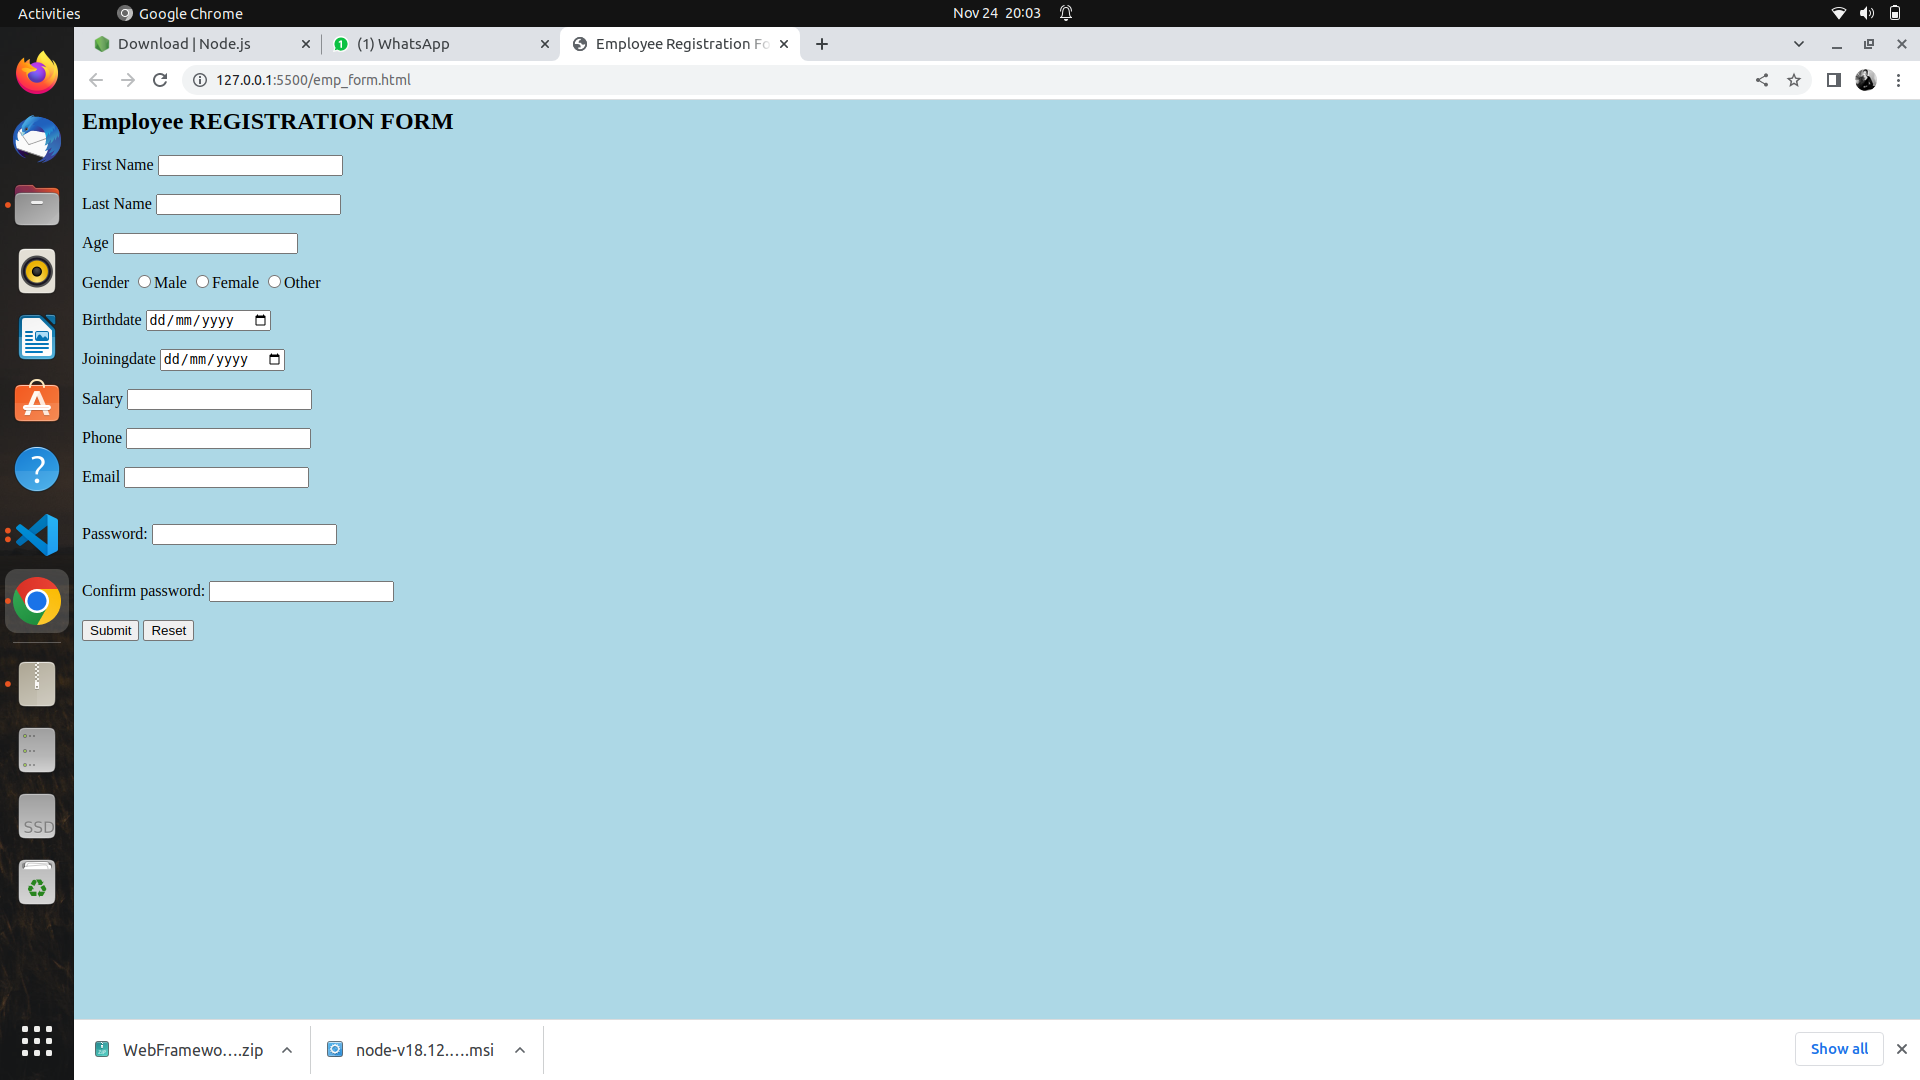 Activities Google Chrome Nov 24 20:03
Download | Node.js (1) WhatsApp Employee Registration Fo
127.0.0.1:5500/emp_form.html
Employee REGISTRATION FORM
First Name
Last Name
Age
Gender Male Female Other
Birthdate dd/mm/yyyy
Joiningdate dd/mm/yyyy
Salary
Phone
Email
Password:
Confirm password:
Submit Reset
SSD
WebFramewo....zip node-v18.12.....msi Show all